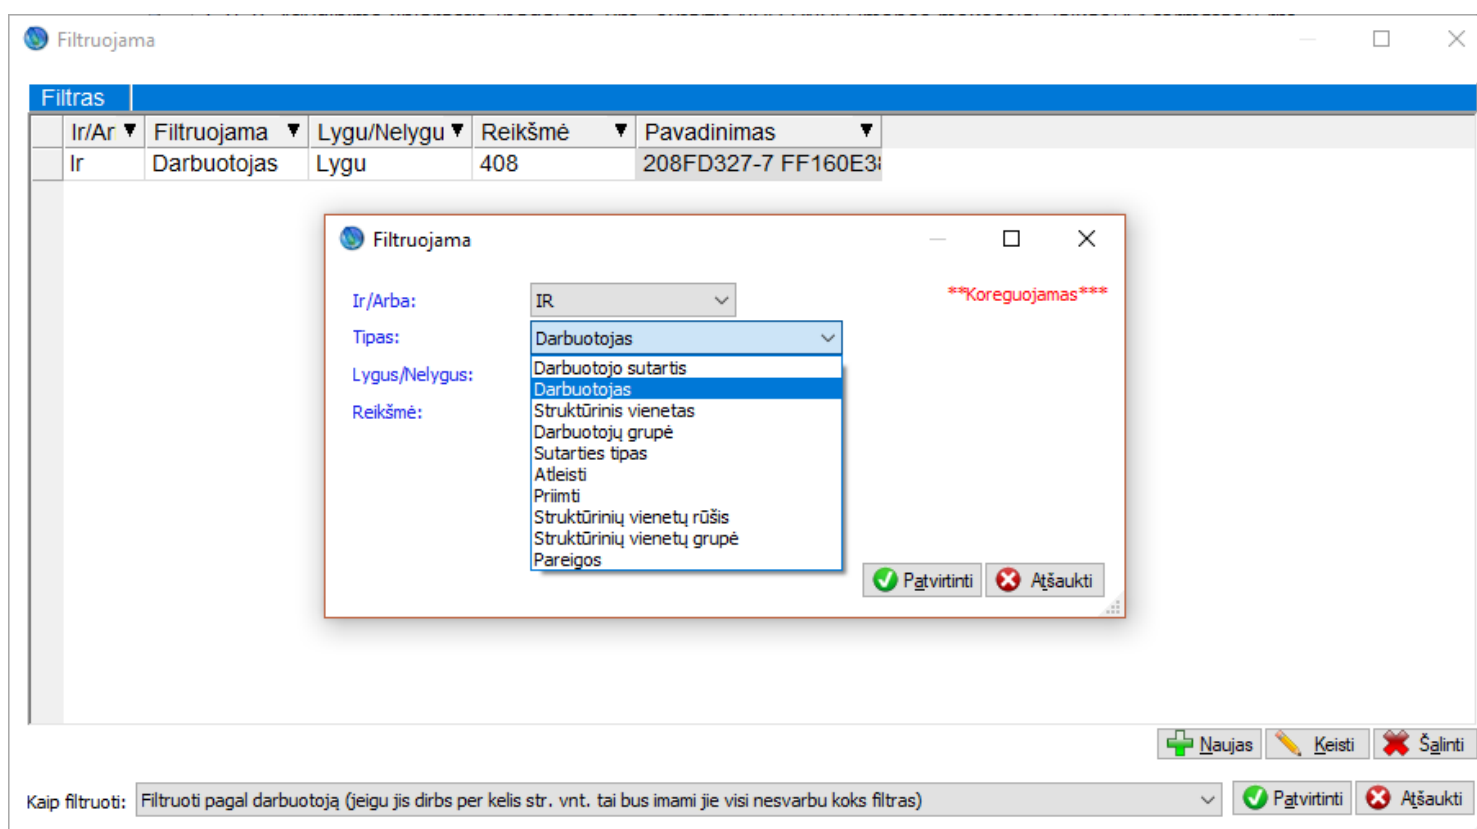 Filtruojama
Filtras
Ir/Ar Filtruojama Lygu/Nelygu Reikšmė Pavadinimas
Ir Darbuotojas Lygu 408 208FD327-7 FF160E3
Filtruojama
Ir/Arba: IR **Koreguojamas***
Tipas: Darbuotojas
Lygus/Nelygus: Darbuotojo sutartis
Darbuotojas
Reikšmė: Struktūrinis vienetas
Darbuotojų grupė
Sutarties tipas
Atleisti
Priimti
Struktūrinių vienetų rūšis
Struktūrinių vienetų grupė
Pareigos
Patvirtinti Atšaukti
Naujas Keisti Šalinti
Kaip filtruoti: Filtruoti pagal darbuotoją (jeigu jis dirbs per kelis str. vnt. tai bus imami jie visi nesvarbu koks filtras) Patvirtinti Atšaukti